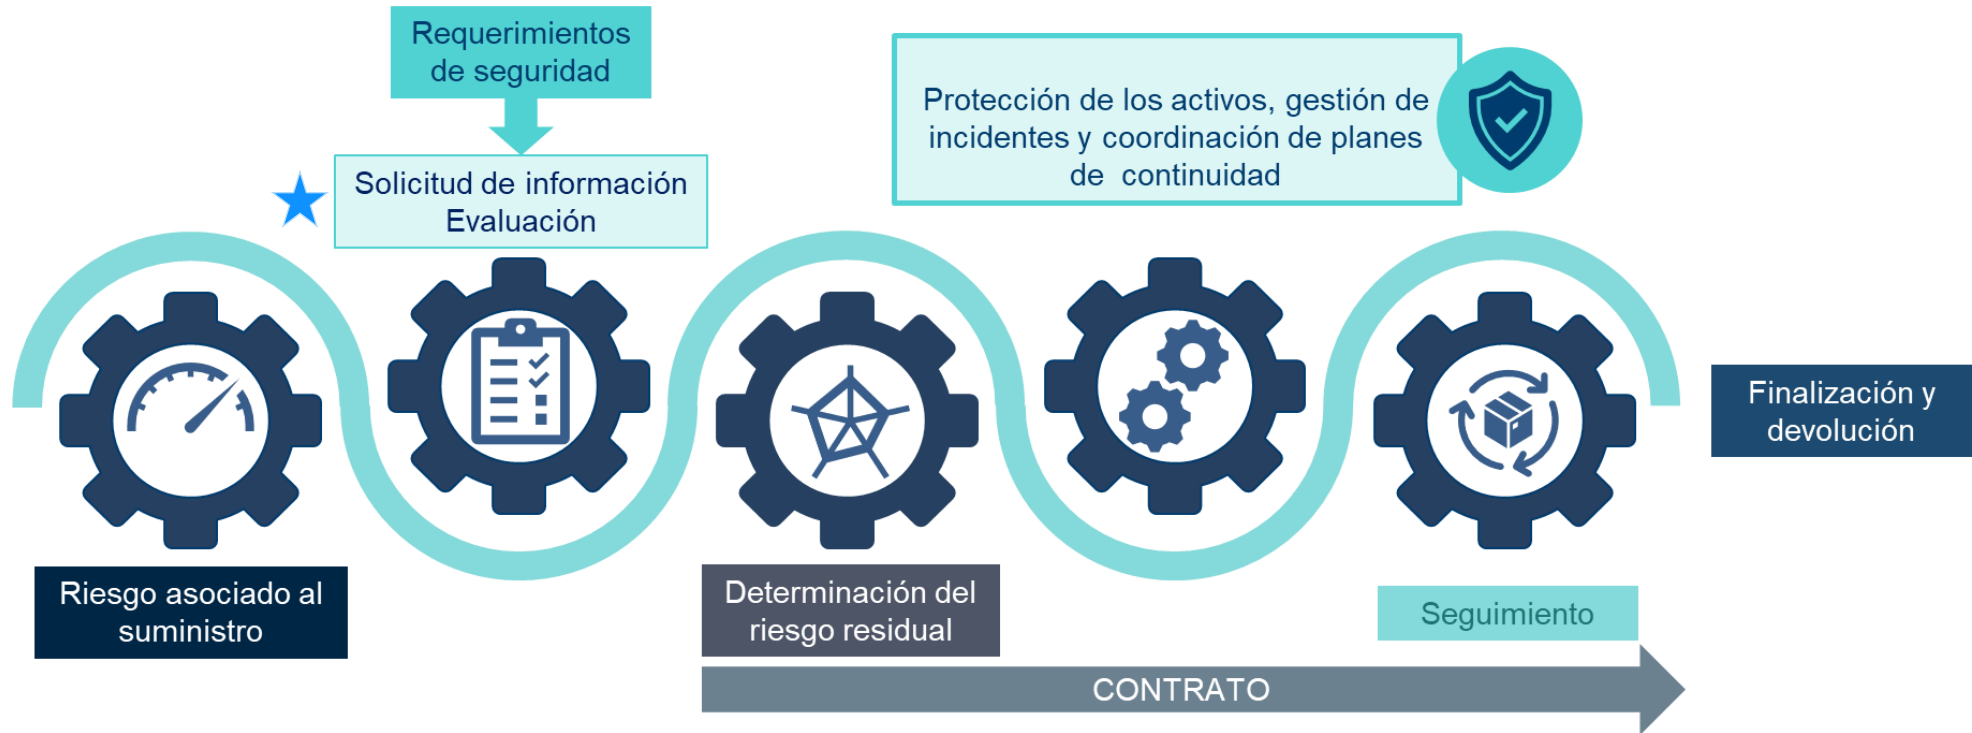 Requerimientos
de seguridad
Solicitud de información
Evaluación
Protección de los activos, gestión de
incidentes y coordinación de planes
de continuidad
Riesgo asociado al
suministro
Determinación del
riesgo residual
Seguimiento
Finalización y
devolución
CONTRATO